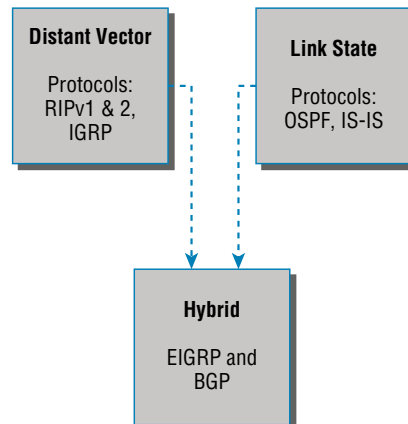 Distant Vector
Protocols:
RIPv1 & 2,
IGRP
Link State
Protocols:
OSPF, IS-IS
Hybrid
EIGRP and
BGP